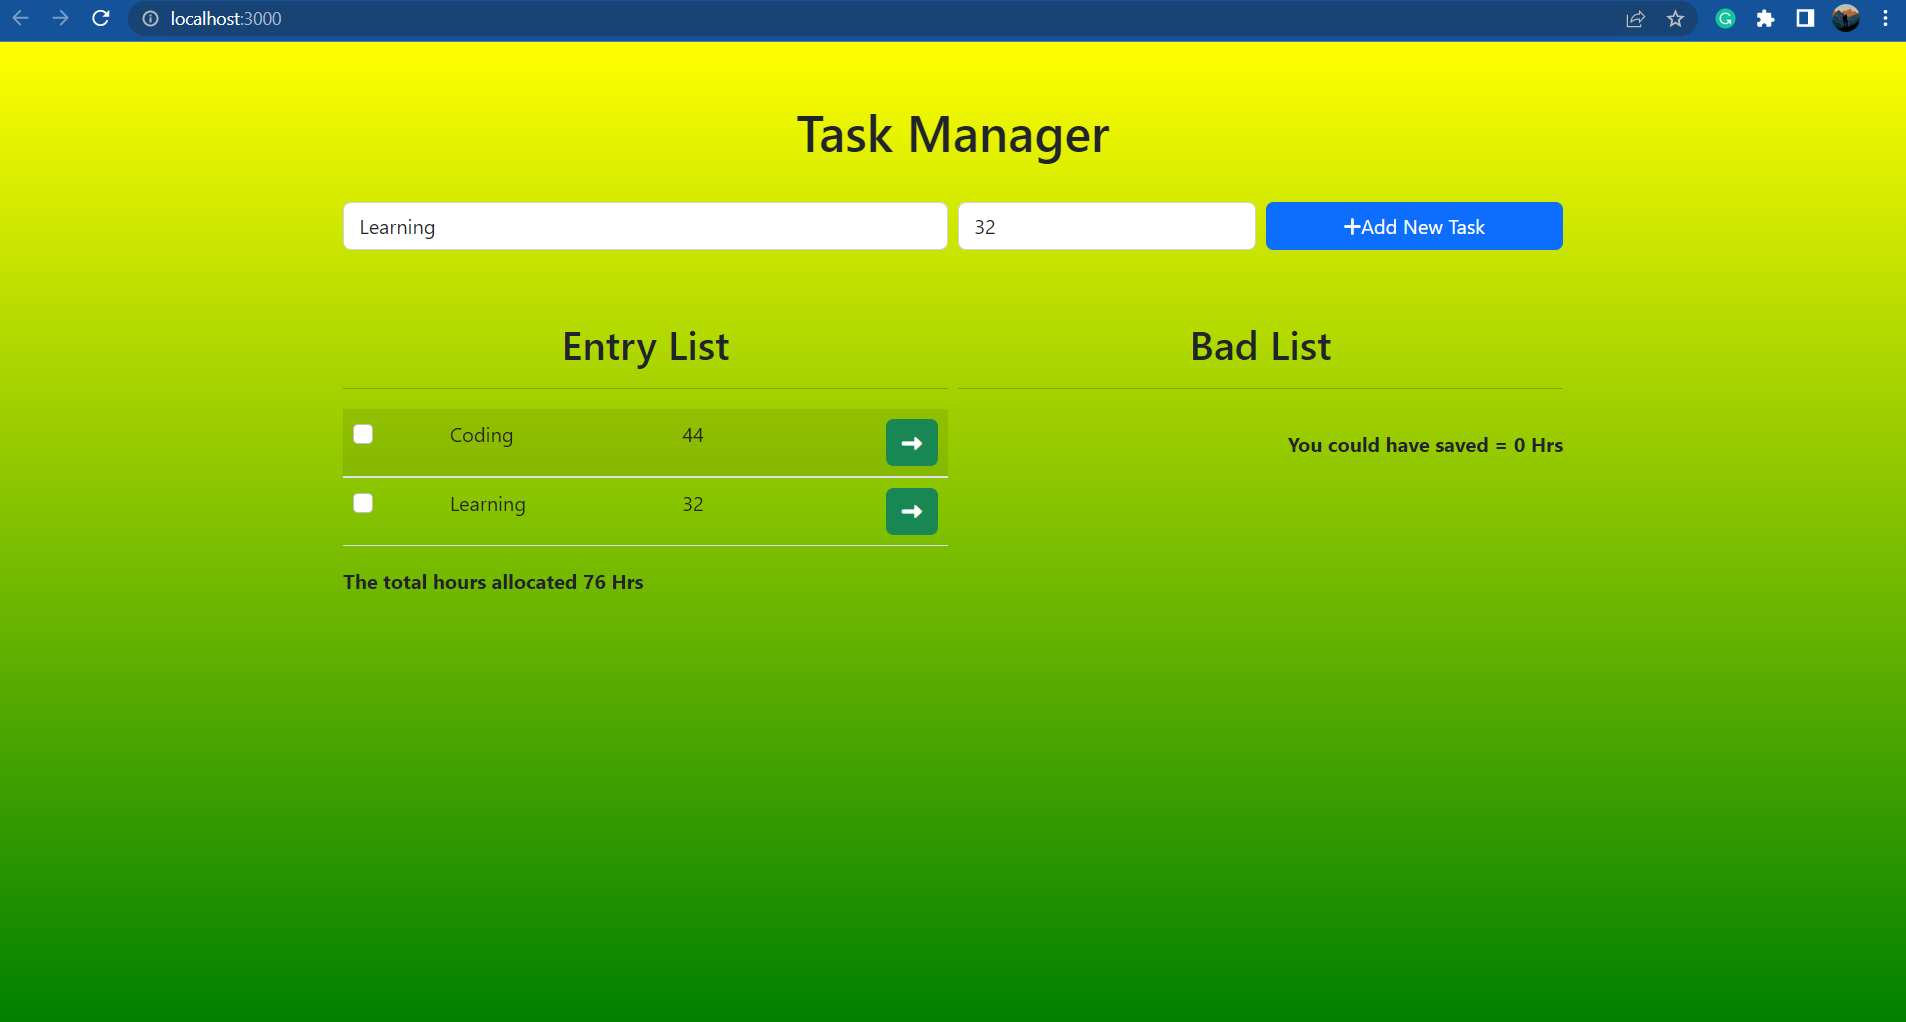 localhost:3000
Task Manager
Learning
32
Add New Task
Entry List
Coding 44
Learning 32
The total hours allocated 76 Hrs
Bad List
You could have saved = 0 Hrs